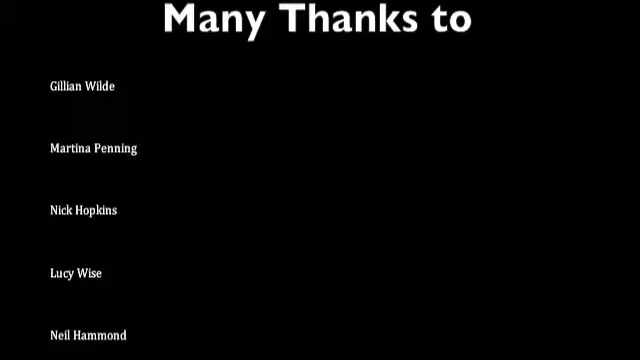 Many Thanks to
Gillian Wilde
Martina Penning
Nick Hopkins
Lucy Wise
Neil Hammond